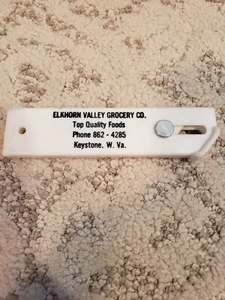 ELKHORN VALLEY GROCERY CO.
Top Quality Foods
Phone 862 - 4285
Keystone, W. Va.